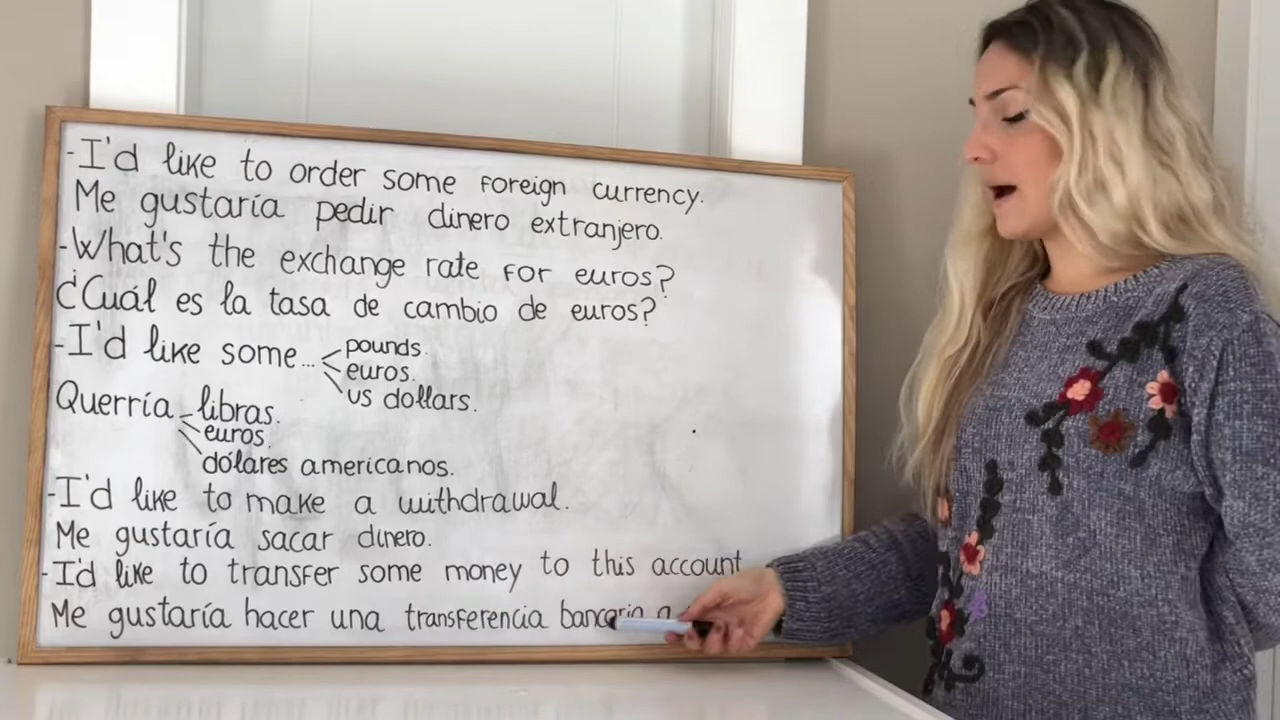 -I'd like to order some foreign currency.
Me gustaría pedir dinero extranjero.
-What's the exchange rate for euros?
¿Cuál es la tasa de cambio de euros?
-I'd like some...
pounds.
euros.
us dollars.
Querría
libras.
euros.
dólares americanos.
-I'd like to make a withdrawal.
Me gustaría sacar dinero.
-I'd like to transfer some money to this account
Me gustaría hacer una transferencia bancaria a